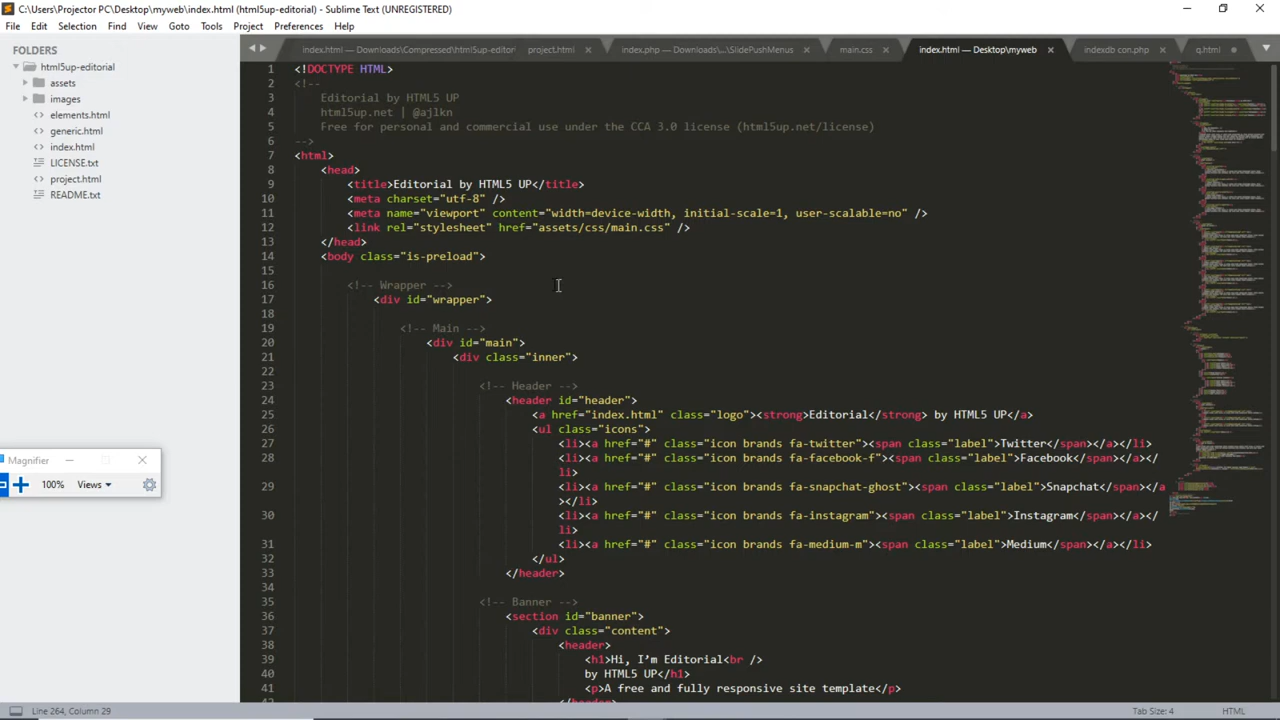 C:\Users\Projector PC\Desktop\myweb\index.html (html5up-editorial) - Sublime Text (UNREGISTERED)
File Edit Selection Find View Goto Tools Project Preferences Help
FOLDERS
html5up-editorial
assets
images
elements.html
generic.html
index.html
LICENSE.txt
project.html
README.txt
Magnifier
100% Views
index.html — Downloads\Compressed\html5up-editor project.html index.php — Downloads\...\SlidePushMenus main.css index.html — Desktop\myweb indexdb con.php q.html
1 <!DOCTYPE HTML>
2 <!--
3 Editorial by HTML5 UP
4 html5up.net | @ajlkn
5 Free for personal and commercial use under the CCA 3.0 license (html5up.net/license)
6 -->
7 <html>
8 <head>
9 <title>Editorial by HTML5 UP</title>
10 <meta charset="utf-8" />
11 <meta name="viewport" content="width=device-width, initial-scale=1, user-scalable=no" />
12 <link rel="stylesheet" href="assets/css/main.css" />
13 </head>
14 <body class="is-preload">
15
16 <!-- Wrapper -->
17 <div id="wrapper">
18
19 <!-- Main -->
20 <div id="main">
21 <div class="inner">
22
23 <!-- Header -->
24 <header id="header">
25 <a href="index.html" class="logo"><strong>Editorial</strong> by HTML5 UP</a>
26 <ul class="icons">
27 <li><a href="#" class="icon brands fa-twitter"><span class="label">Twitter</span></a></li>
28 <li><a href="#" class="icon brands fa-facebook-f"><span class="label">Facebook</span></a></
li>
29 <li><a href="#" class="icon brands fa-snapchat-ghost"><span class="label">Snapchat</span></a
></li>
30 <li><a href="#" class="icon brands fa-instagram"><span class="label">Instagram</span></a></
li>
31 <li><a href="#" class="icon brands fa-medium-m"><span class="label">Medium</span></a></li>
32 </ul>
33 </header>
34
35 <!-- Banner -->
36 <section id="banner">
37 <div class="content">
38 <header>
39 <h1>Hi, I’m Editorial<br />
40 by HTML5 UP</h1>
41 <p>A free and fully responsive site template</p>
Line 264, Column 29
Tab Size: 4
HTML